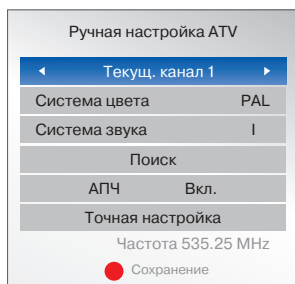 Ручная настройка ATV
Текущ. канал 1
Система цвета PAL
Система звука I
Поиск
АПЧ Вкл.
Точная настройка
Частота 535.25 MHz
Сохранение